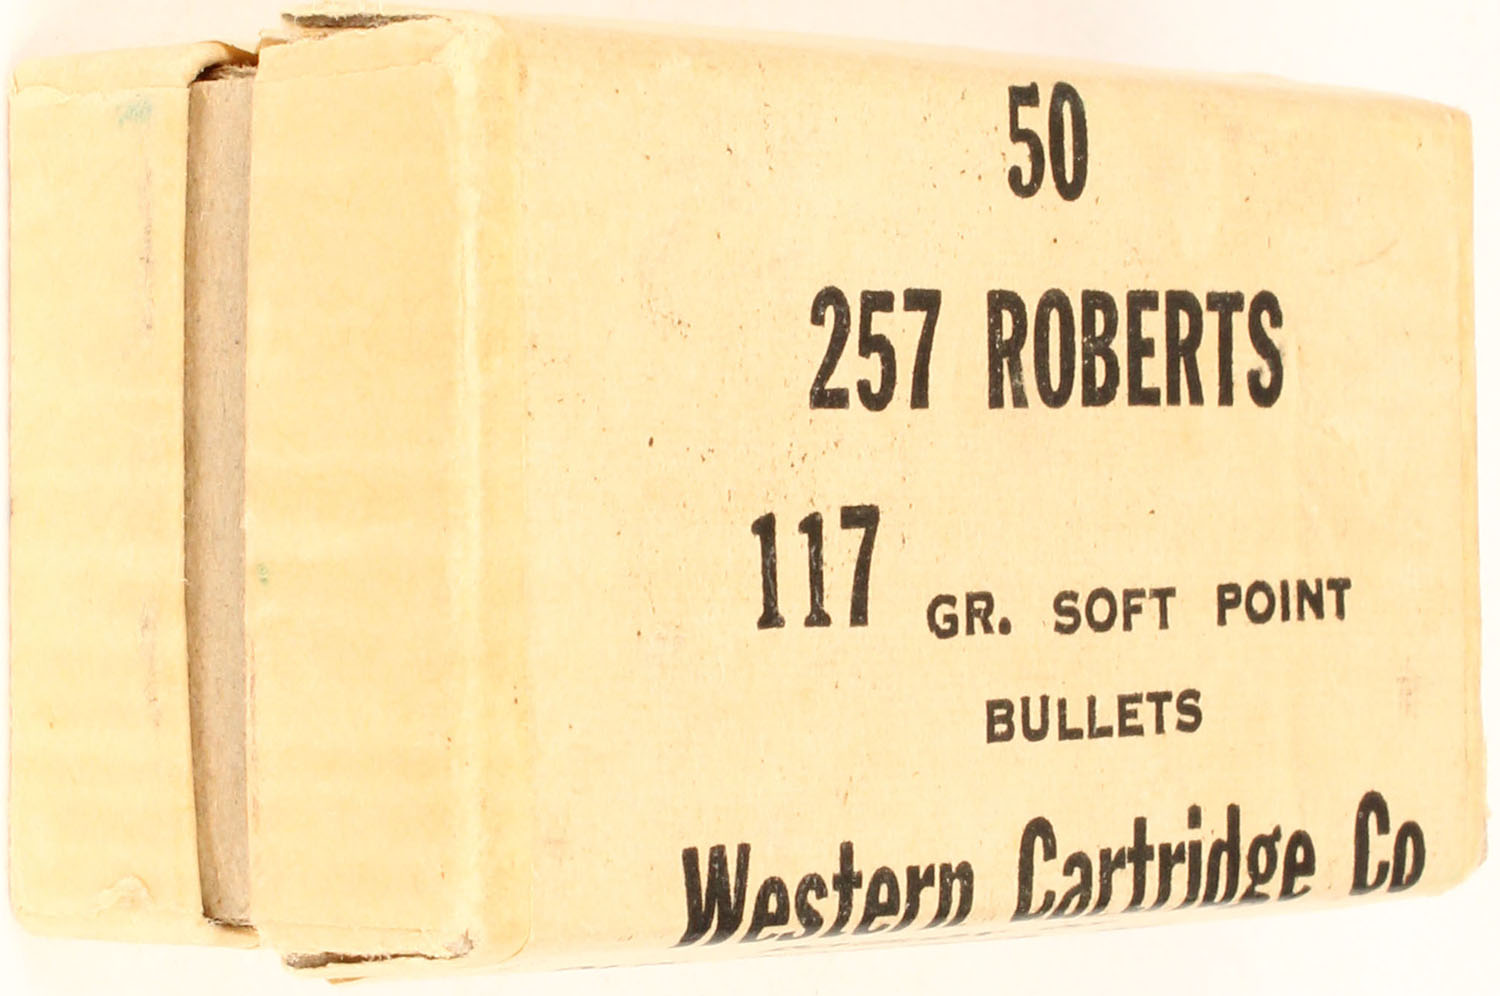 50
257 ROBERTS
117 GR. SOFT POINT
BULLETS
Western Cartridge Co